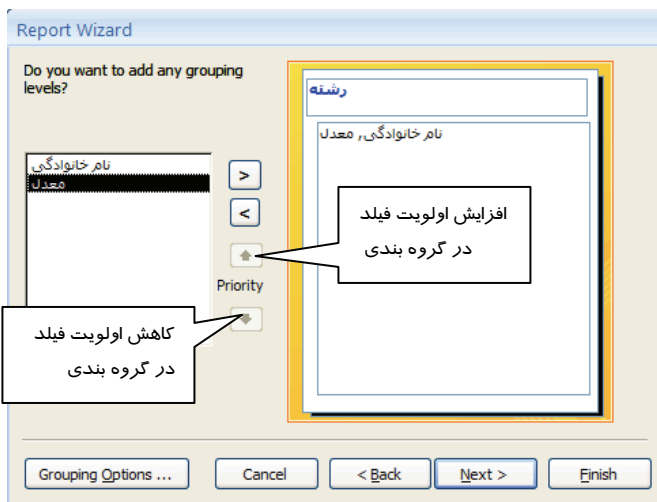 Report Wizard
Do you want to add any grouping
levels?
رشته
نام خانوادگی, معدل
نام خانوادگی
معدل
>
<
افزایش اولویت فیلد
در گروه بندی
Priority
کاهش اولویت فیلد
در گروه بندی
Grouping Options ...
Cancel
< Back
Next >
Finish